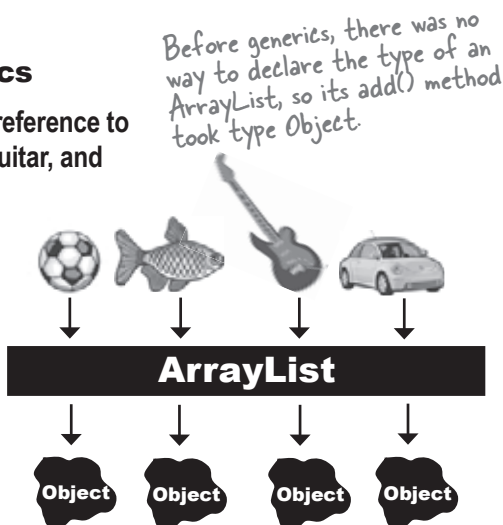 cs
reference to
uitar, and
Before generics, there was no
way to declare the type of an
ArrayList, so its add() method
took type Object.
ArrayList
Object Object Object Object